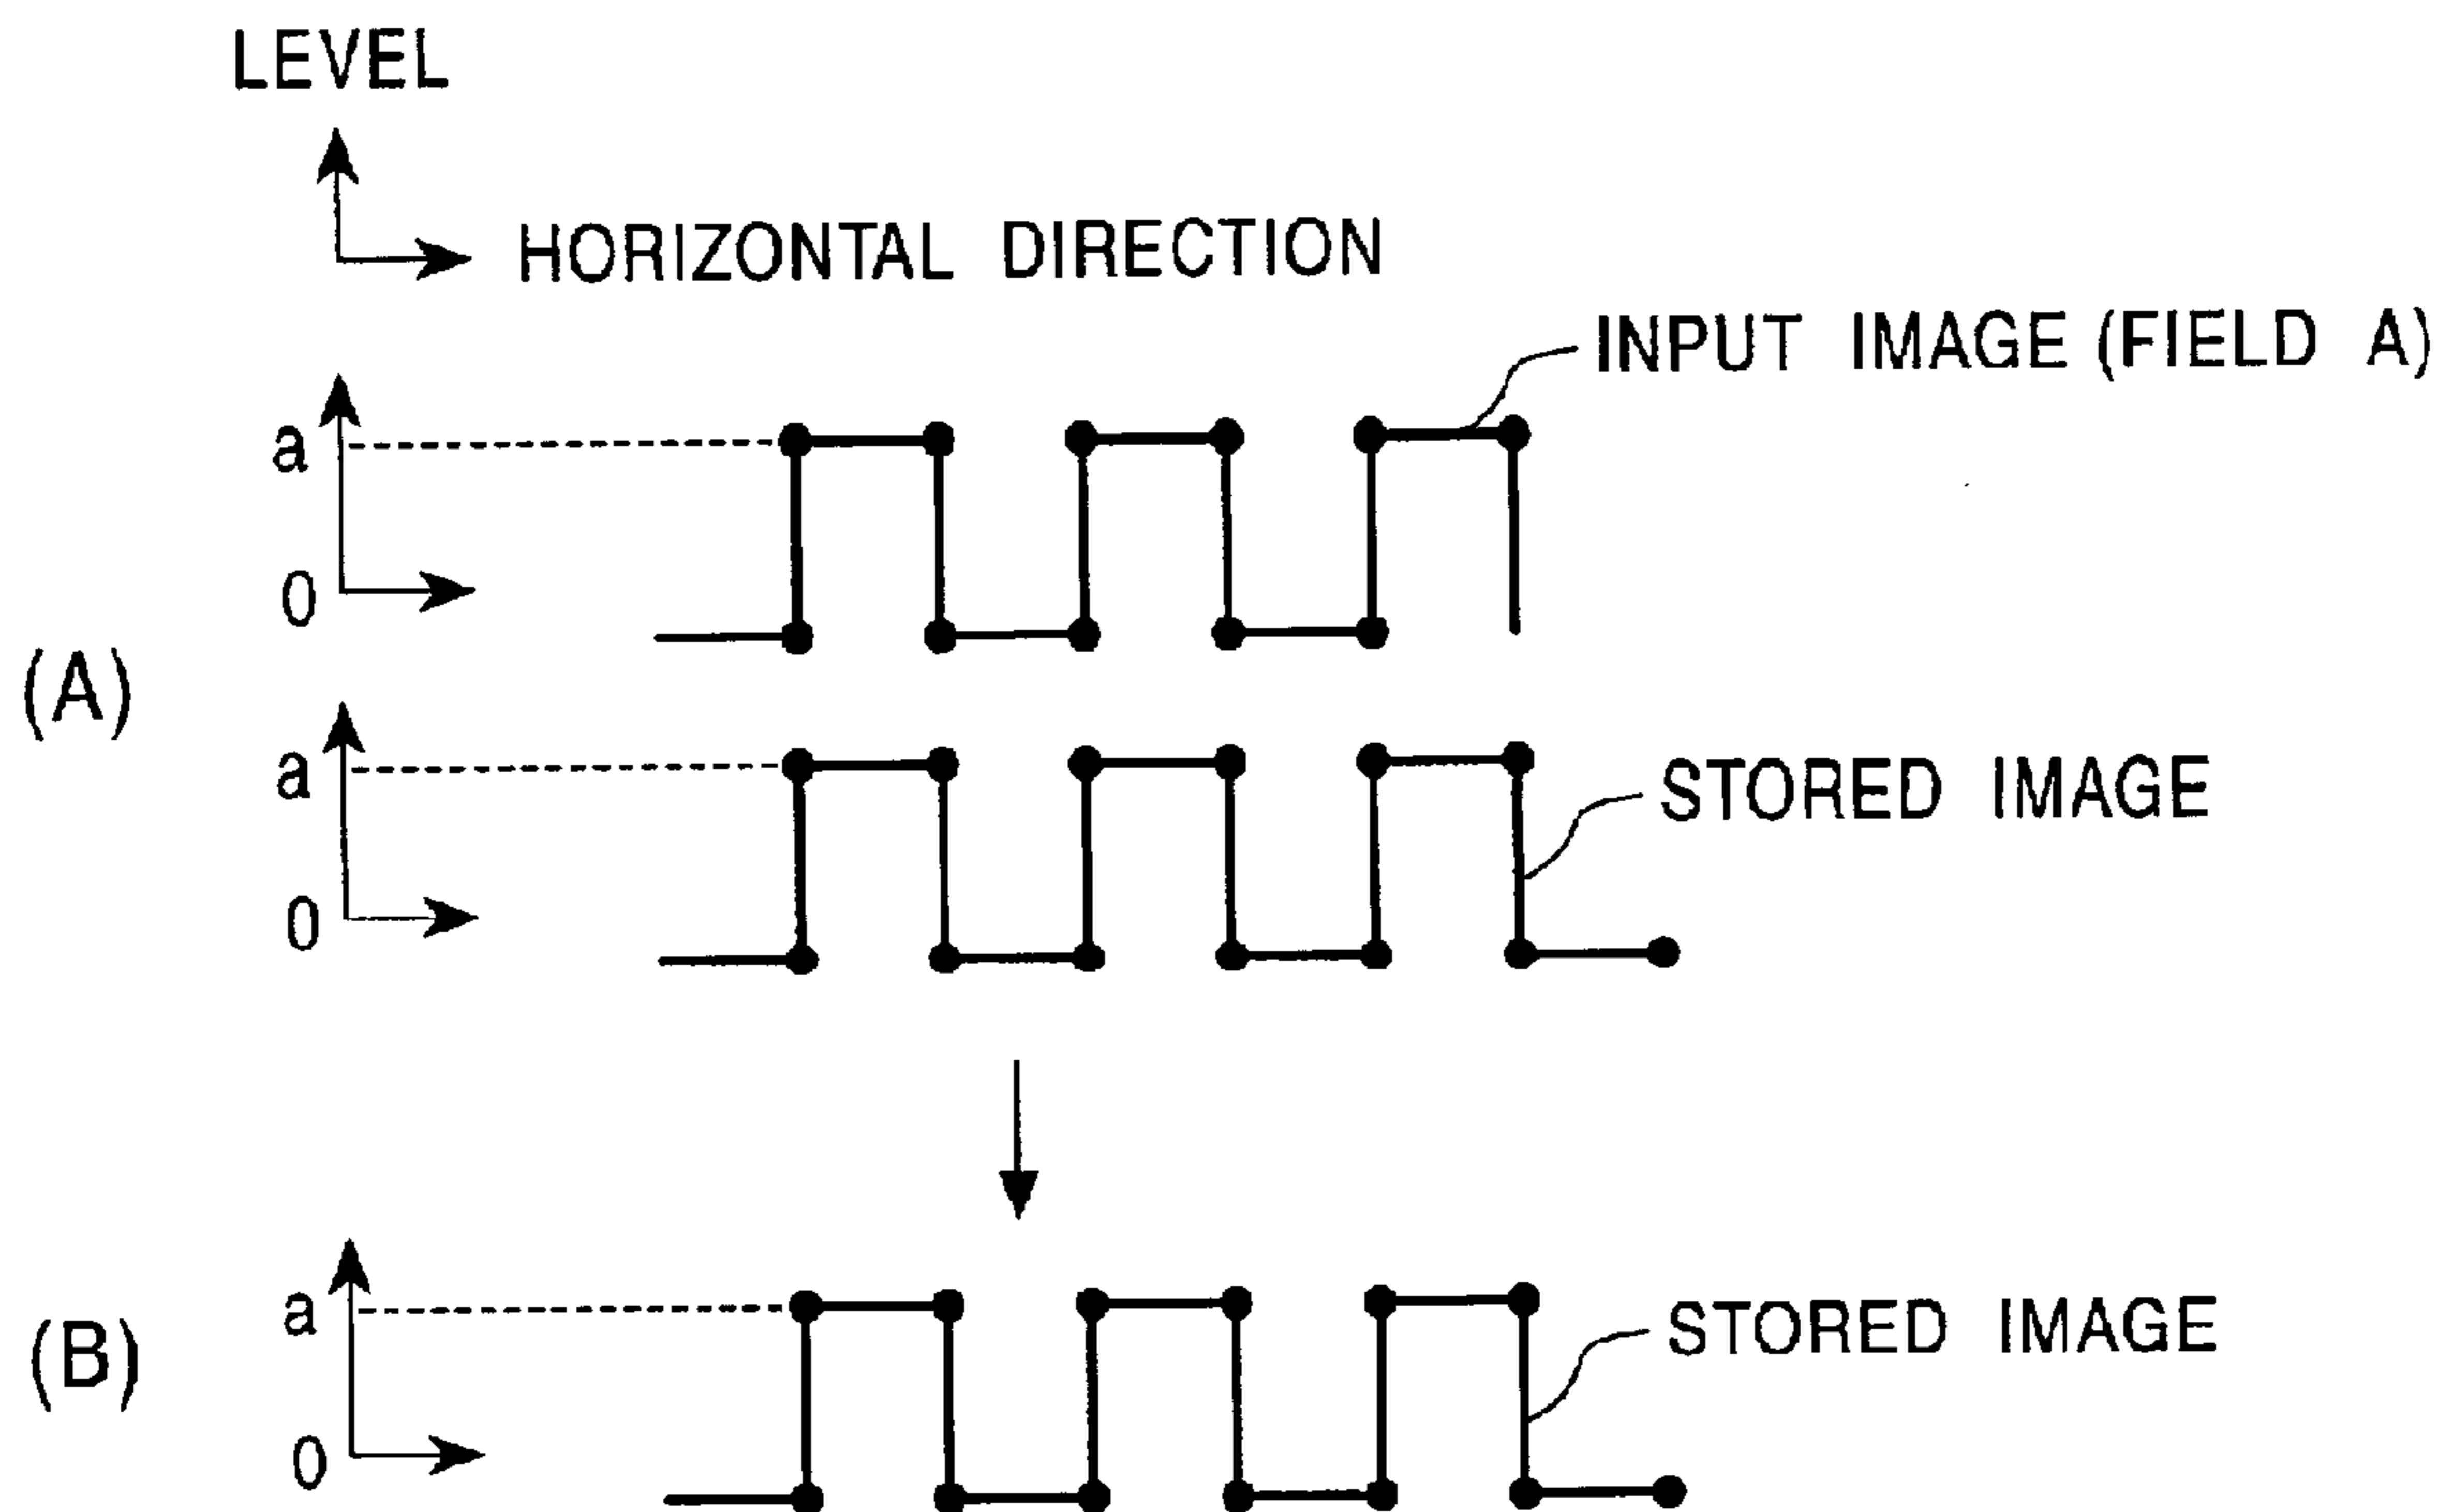 LEVEL
HORIZONTAL DIRECTION
INPUT IMAGE (FIELD A)
a
0
(A)
a
STORED IMAGE
0
a
STORED IMAGE
(B)
0